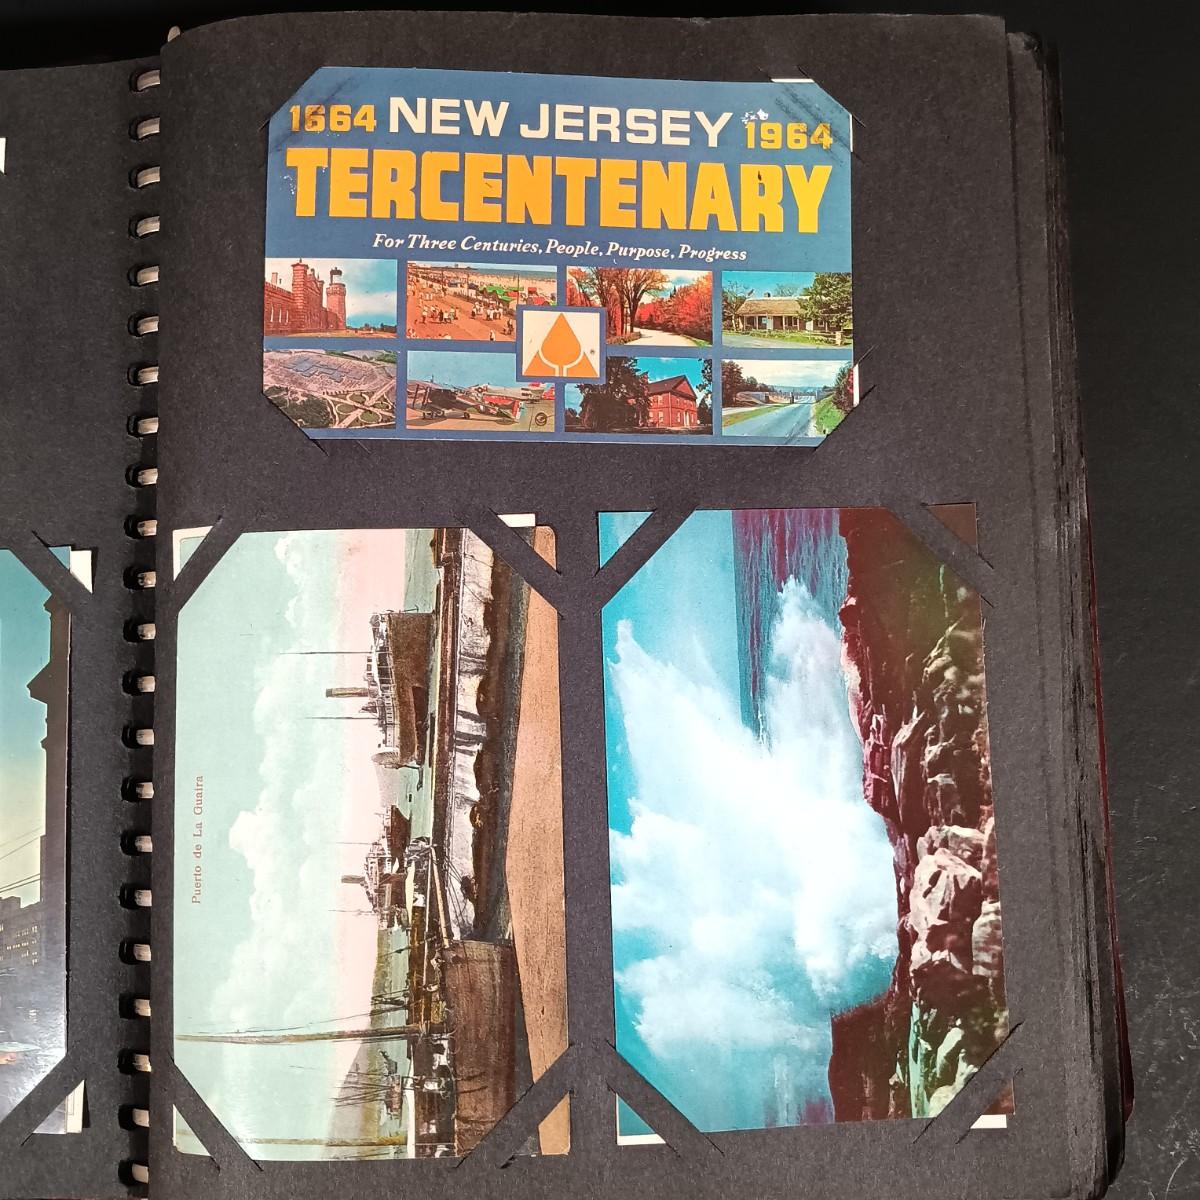 1664 NEW JERSEY 1964
TERCENTENARY
For Three Centuries, People, Purpose, Progress
Puerto de La Guaira